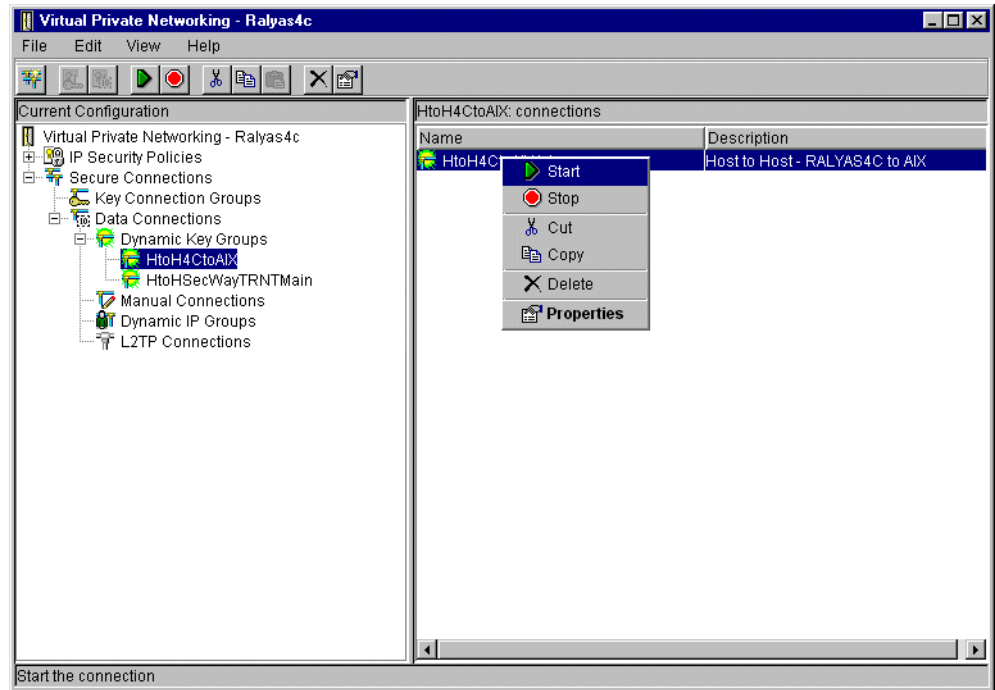 Virtual Private Networking - Ralyas4c
File Edit View Help
Current Configuration
Virtual Private Networking - Ralyas4c
IP Security Policies
Secure Connections
Key Connection Groups
Data Connections
Dynamic Key Groups
HtoH4CtoAIX
HtoHSecWayTRNTMain
Manual Connections
Dynamic IP Groups
L2TP Connections
HtoH4CtoAIX: connections
Name Description
Host to Host - RALYAS4C to AIX
Start
Stop
Cut
Copy
Delete
Properties
Start the connection